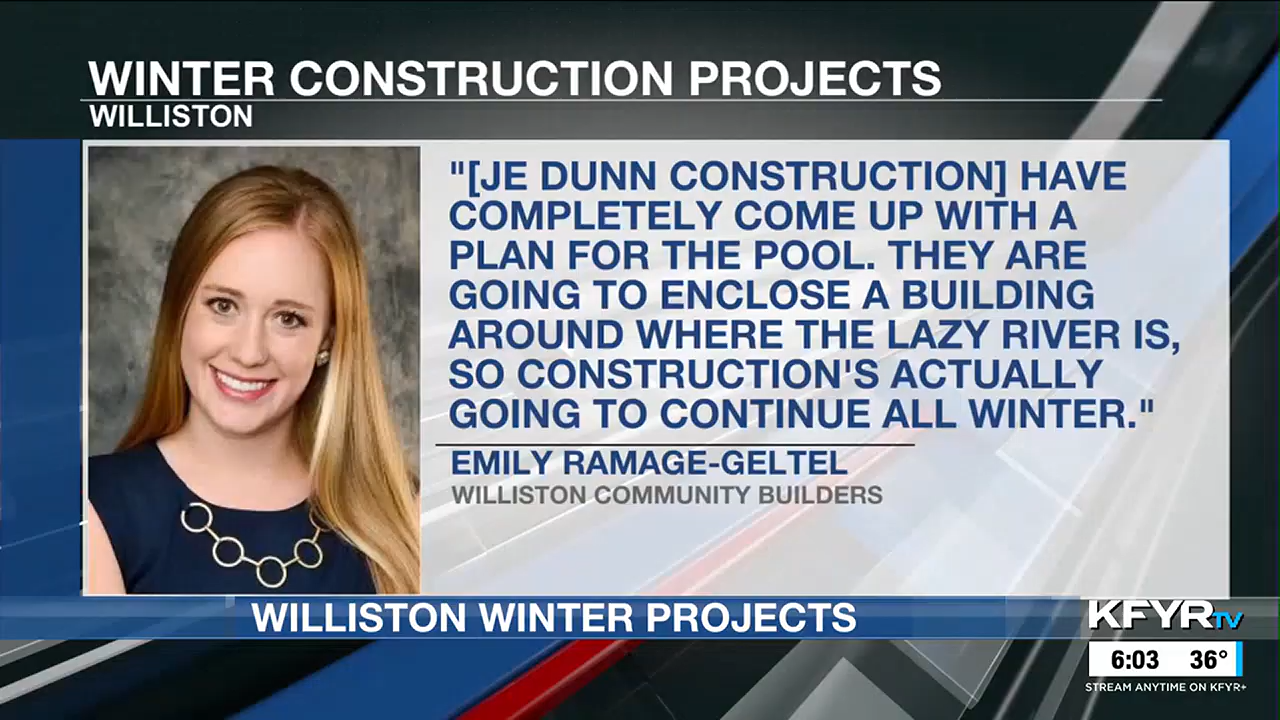 WINTER CONSTRUCTION PROJECTS
WILLISTON
"[JE DUNN CONSTRUCTION] HAVE
COMPLETELY COME UP WITH A
PLAN FOR THE POOL. THEY ARE
GOING TO ENCLOSE A BUILDING
AROUND WHERE THE LAZY RIVER IS,
SO CONSTRUCTION'S ACTUALLY
GOING TO CONTINUE ALL WINTER."
EMILY RAMAGE-GELTEL
WILLISTON COMMUNITY BUILDERS
WILLISTON WINTER PROJECTS
KFYRTV
6:03 36°
STREAM ANYTIME ON KFYR+